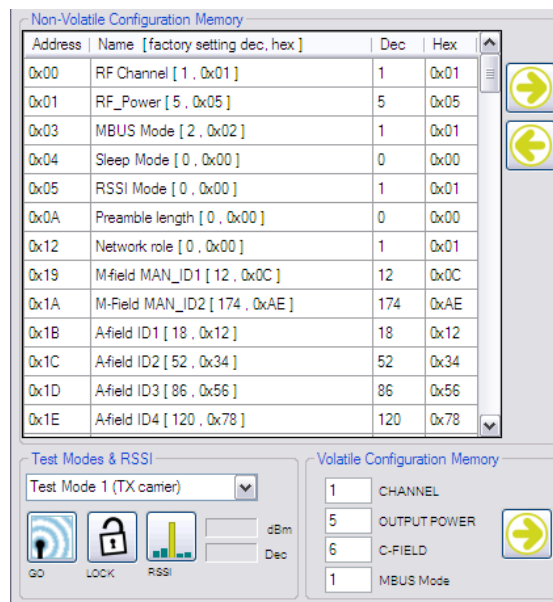 Non-Volatile Configuration Memory
Address Name [factory setting dec, hex ] Dec Hex
0x00 RF Channel [ 1 , 0x01 ] 1 0x01
0x01 RF_Power [ 5 , 0x05 ] 5 0x05
0x03 MBUS Mode [ 2 , 0x02 ] 1 0x01
0x04 Sleep Mode [ 0 , 0x00 ] 0 0x00
0x05 RSSI Mode [ 0 , 0x00 ] 1 0x01
0x0A Preamble length [ 0 , 0x00 ] 0 0x00
0x12 Network role [ 0 , 0x00 ] 1 0x01
0x19 M-field MAN_ID1 [ 12 , 0x0C ] 12 0x0C
0x1A M-Field MAN_ID2 [ 174 , 0xAE ] 174 0xAE
0x1B A-field ID1 [ 18 , 0x12 ] 18 0x12
0x1C A-field ID2 [ 52 , 0x34 ] 52 0x34
0x1D A-field ID3 [ 86 , 0x56 ] 86 0x56
0x1E A-field ID4 [ 120 , 0x78 ] 120 0x78
Test Modes & RSSI
Test Mode 1 (TX carrier)
dBm
Dec
GO LOCK RSSI
Volatile Configuration Memory
1 CHANNEL
5 OUTPUT POWER
6 C-FIELD
1 MBUS Mode